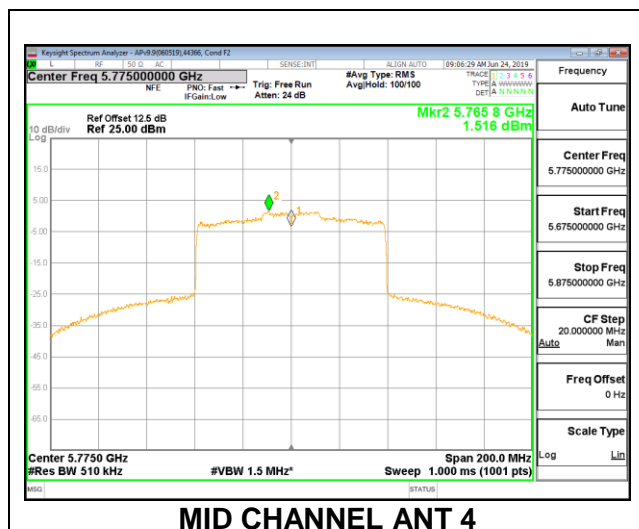 Keysight Spectrum Analyzer - APv9.9(060519),44366, Cond F2
L RF 50 Ω AC SENSE:INT ALIGN AUTO 09:06:29 AM Jun 24, 2019
Center Freq 5.775000000 GHz
NFE
PNO: Fast
IFGain:Low
Trig: Free Run
Atten: 24 dB
#Avg Type: RMS
Avg|Hold: 100/100
TRACE 1 2 3 4 5 6
TYPE A WWWWW
DET A N N N N N
Frequency
Auto Tune
Center Freq
5.775000000 GHz
Start Freq
5.675000000 GHz
Stop Freq
5.875000000 GHz
CF Step
20.000000 MHz
Auto Man
Freq Offset
0 Hz
Scale Type
Log Lin
Mkr2 5.765 8 GHz
1.516 dBm
Ref Offset 12.5 dB
Ref 25.00 dBm
10 dB/div
Log
15.0
5.00
-5.00
-15.0
-25.0
-35.0
-45.0
-55.0
-65.0
2
1
Center 5.7750 GHz
Span 200.0 MHz
#Res BW 510 kHz
#VBW 1.5 MHz*
Sweep 1.000 ms (1001 pts)
MSG
STATUS
MID CHANNEL ANT 4